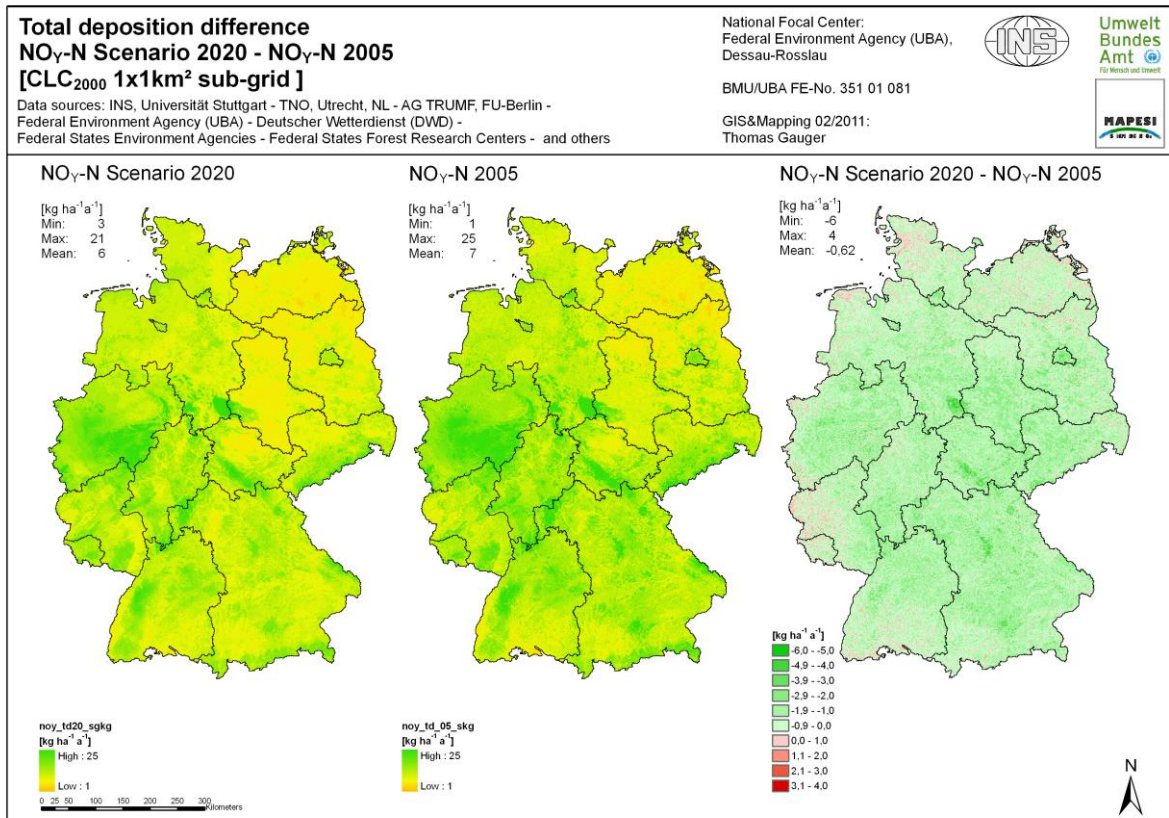 Total deposition difference
NOY-N Scenario 2020 - NOY-N 2005
[CLC2000 1x1km² sub-grid ]
Data sources: INS, Universität Stuttgart - TNO, Utrecht, NL - AG TRUMF, FU-Berlin -
Federal Environment Agency (UBA) - Deutscher Wetterdienst (DWD) -
Federal States Environment Agencies - Federal States Forest Research Centers - and others
National Focal Center:
Federal Environment Agency (UBA),
Dessau-Rosslau
BMU/UBA FE-No. 351 01 081
GIS&Mapping 02/2011:
Thomas Gauger
INS
Umwelt
Bundes
Amt
Für Mensch und Umwelt
MAPESI
NOY-N Scenario 2020
[kg ha-1a-1]
Min: 3
Max: 21
Mean: 6
NOY-N 2005
[kg ha-1a-1]
Min: 1
Max: 25
Mean: 7
NOY-N Scenario 2020 - NOY-N 2005
[kg ha-1a-1]
Min: -6
Max: 4
Mean: -0,62
noy_td20_sgkg
[kg ha-1 a-1]
High : 25
Low : 1
0 25 50 100 150 200 250 300
Kilometers
noy_td_05_skg
[kg ha-1 a-1]
High : 25
Low : 1
[kg ha-1 a-1]
-6,0 - -5,0
-4,9 - -4,0
-3,9 - -3,0
-2,9 - -2,0
-1,9 - -1,0
-0,9 - 0,0
0,0 - 1,0
1,1 - 2,0
2,1 - 3,0
3,1 - 4,0
N